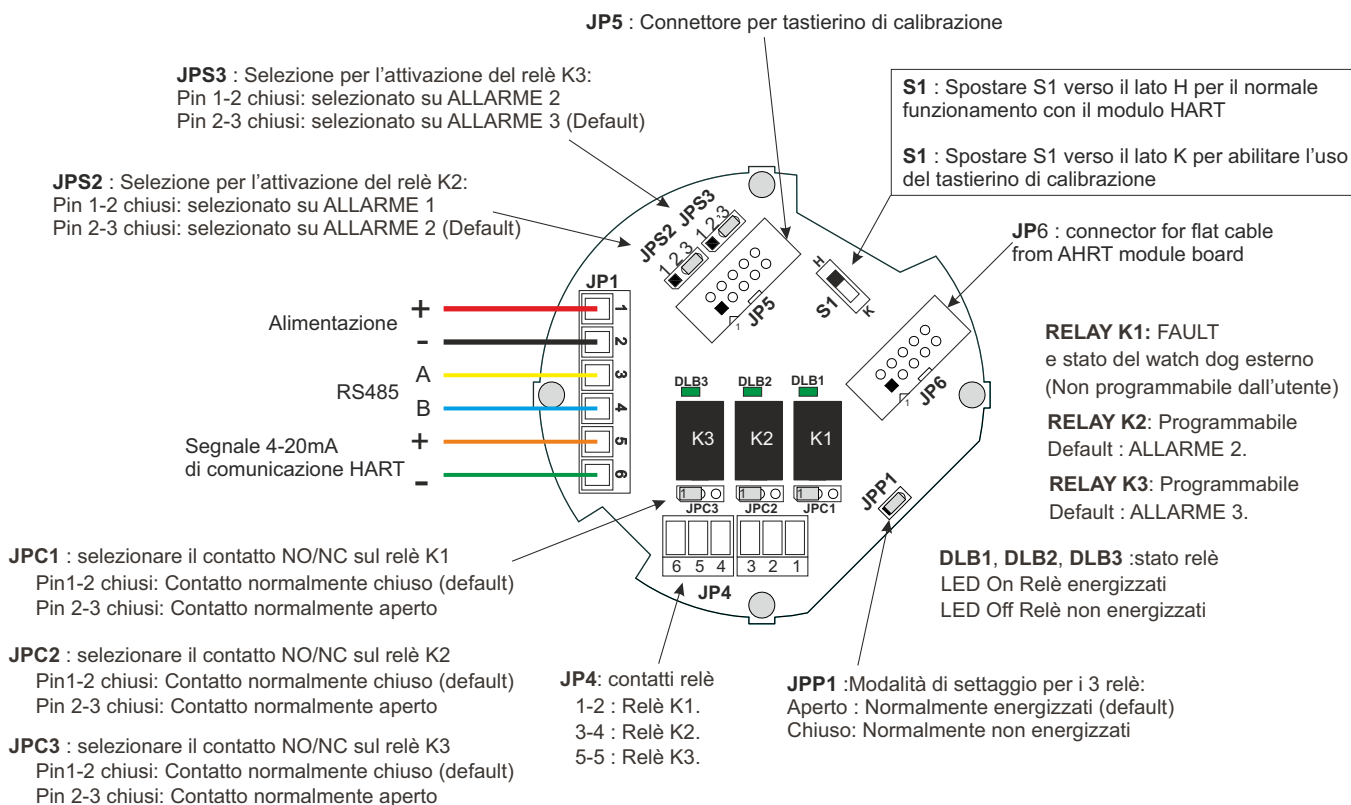 JP5 : Connettore per tastierino di calibrazione
JPS3 : Selezione per l'attivazione del relè K3:
Pin 1-2 chiusi: selezionato su ALLARME 2
Pin 2-3 chiusi: selezionato su ALLARME 3 (Default)
S1 : Spostare S1 verso il lato H per il normale
funzionamento con il modulo HART
S1 : Spostare S1 verso il lato K per abilitare l'uso
del tastierino di calibrazione
JPS2 : Selezione per l'attivazione del relè K2:
Pin 1-2 chiusi: selezionato su ALLARME 1
Pin 2-3 chiusi: selezionato su ALLARME 2 (Default)
JP6 : connector for flat cable
from AHRT module board
JPS3
1 2 3
JPS2
1 2 3
JP5
1
H
S1
K
JP6
1
JP1
1
2
3
4
5
6
Alimentazione
+
-
RS485
A
B
Segnale 4-20mA
di comunicazione HART
+
-
RELAY K1: FAULT
e stato del watch dog esterno
(Non programmabile dall'utente)
RELAY K2: Programmabile
Default : ALLARME 2.
RELAY K3: Programmabile
Default : ALLARME 3.
DLB3 DLB2 DLB1
K3 K2 K1
1 1 1
JPC3 JPC2 JPC1
6 5 4 3 2 1
JP4
JPP1
DLB1, DLB2, DLB3 :stato relè
LED On Relè energizzati
LED Off Relè non energizzati
JPC1 : selezionare il contatto NO/NC sul relè K1
Pin1-2 chiusi: Contatto normalmente chiuso (default)
Pin 2-3 chiusi: Contatto normalmente aperto
JPC2 : selezionare il contatto NO/NC sul relè K2
Pin1-2 chiusi: Contatto normalmente chiuso (default)
Pin 2-3 chiusi: Contatto normalmente aperto
JPC3 : selezionare il contatto NO/NC sul relè K3
Pin1-2 chiusi: Contatto normalmente chiuso (default)
Pin 2-3 chiusi: Contatto normalmente aperto
JP4: contatti relè
1-2 : Relè K1.
3-4 : Relè K2.
5-5 : Relè K3.
JPP1 :Modalità di settaggio per i 3 relè:
Aperto : Normalmente energizzati (default)
Chiuso: Normalmente non energizzati